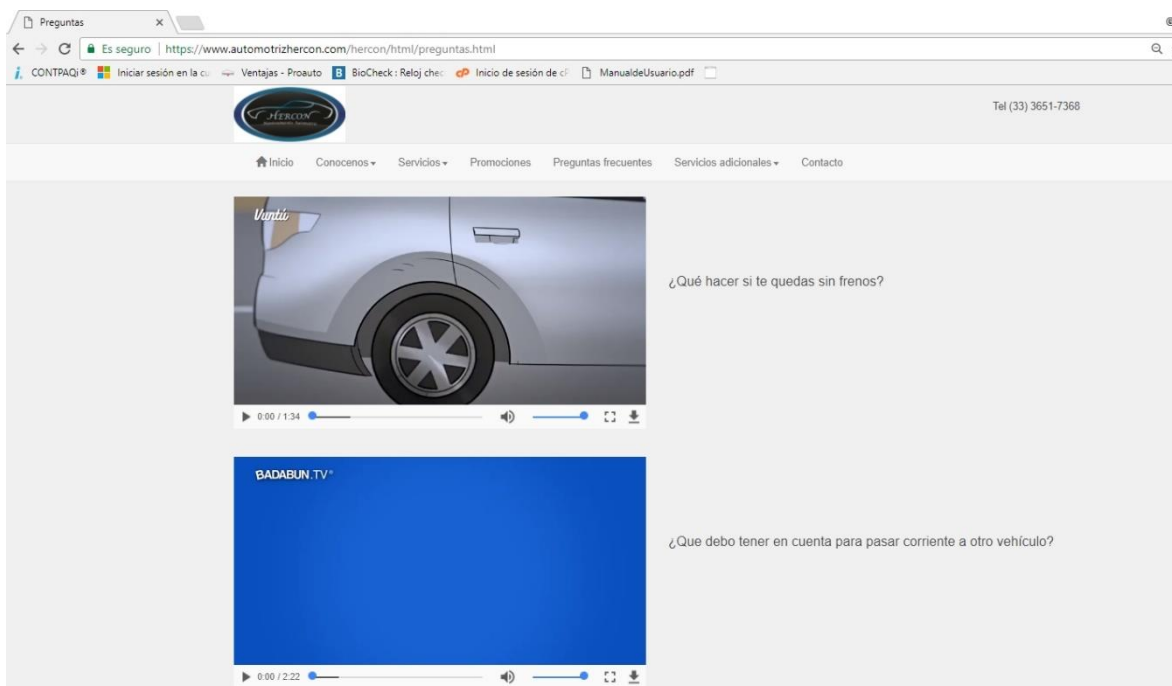 Preguntas
Es seguro | https://www.automotrizhercon.com/hercon/html/preguntas.html
CONTPAQi® Iniciar sesión en la cu Ventajas - Proauto BioCheck : Reloj chec Inicio de sesión de cP ManualdeUsuario.pdf
HERCON
Tel (33) 3651-7368
Inicio Conocenos Servicios Promociones Preguntas frecuentes Servicios adicionales Contacto
Vuntú
¿Qué hacer si te quedas sin frenos?
0:00 / 1:34
BADABUN.TV
¿Que debo tener en cuenta para pasar corriente a otro vehículo?
0:00 / 2:22